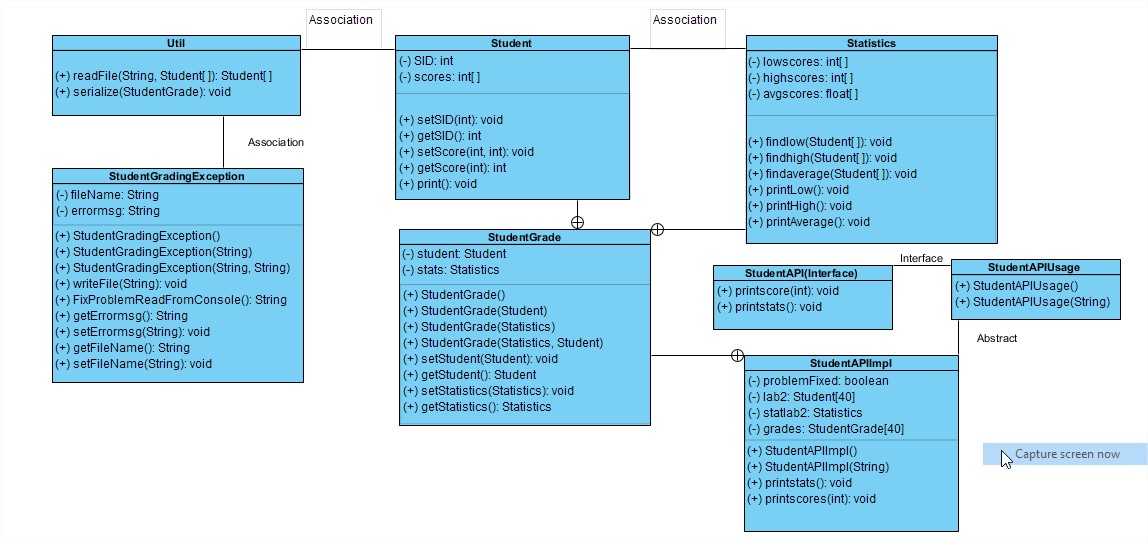 Association
Association
Util
(+) readFile(String, Student[ ]): Student[ ]
(+) serialize(StudentGrade): void
Student
(-) SID: int
(-) scores: int[ ]
(+) setSID(int): void
(+) getSID(): int
(+) setScore(int, int): void
(+) getScore(int): int
(+) print(): void
Statistics
(-) lowscores: int[ ]
(-) highscores: int[ ]
(-) avgscores: float[ ]
(+) findlow(Student[ ]): void
(+) findhigh(Student[ ]): void
(+) findaverage(Student[ ]): void
(+) printLow(): void
(+) printHigh(): void
(+) printAverage(): void
Association
StudentGradingException
(-) fileName: String
(-) errormsg: String
(+) StudentGradingException()
(+) StudentGradingException(String)
(+) StudentGradingException(String, String)
(+) writeFile(String): void
(+) FixProblemReadFromConsole(): String
(+) getErrormsg(): String
(+) setErrormsg(String): void
(+) getFileName(): String
(+) setFileName(String): void
StudentGrade
(-) student: Student
(-) stats: Statistics
(+) StudentGrade()
(+) StudentGrade(Student)
(+) StudentGrade(Statistics)
(+) StudentGrade(Statistics, Student)
(+) setStudent(Student): void
(+) getStudent(): Student
(+) setStatistics(Statistics): void
(+) getStatistics(): Statistics
StudentAPI(Interface)
(+) printscore(int): void
(+) printstats(): void
Interface
StudentAPIUsage
(+) StudentAPIUsage()
(+) StudentAPIUsage(String)
Abstract
StudentAPIImpl
(-) problemFixed: boolean
(-) lab2: Student[40]
(-) statlab2: Statistics
(-) grades: StudentGrade[40]
(+) StudentAPIImpl()
(+) StudentAPIImpl(String)
(+) printstats(): void
(+) printscores(int): void
Capture screen now